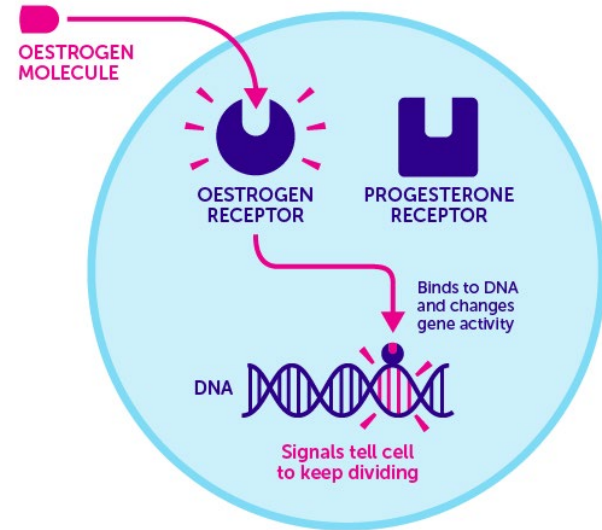 OESTROGEN
MOLECULE
OESTROGEN
RECEPTOR
PROGESTERONE
RECEPTOR
Binds to DNA
and changes
gene activity
DNA
Signals tell cell
to keep dividing